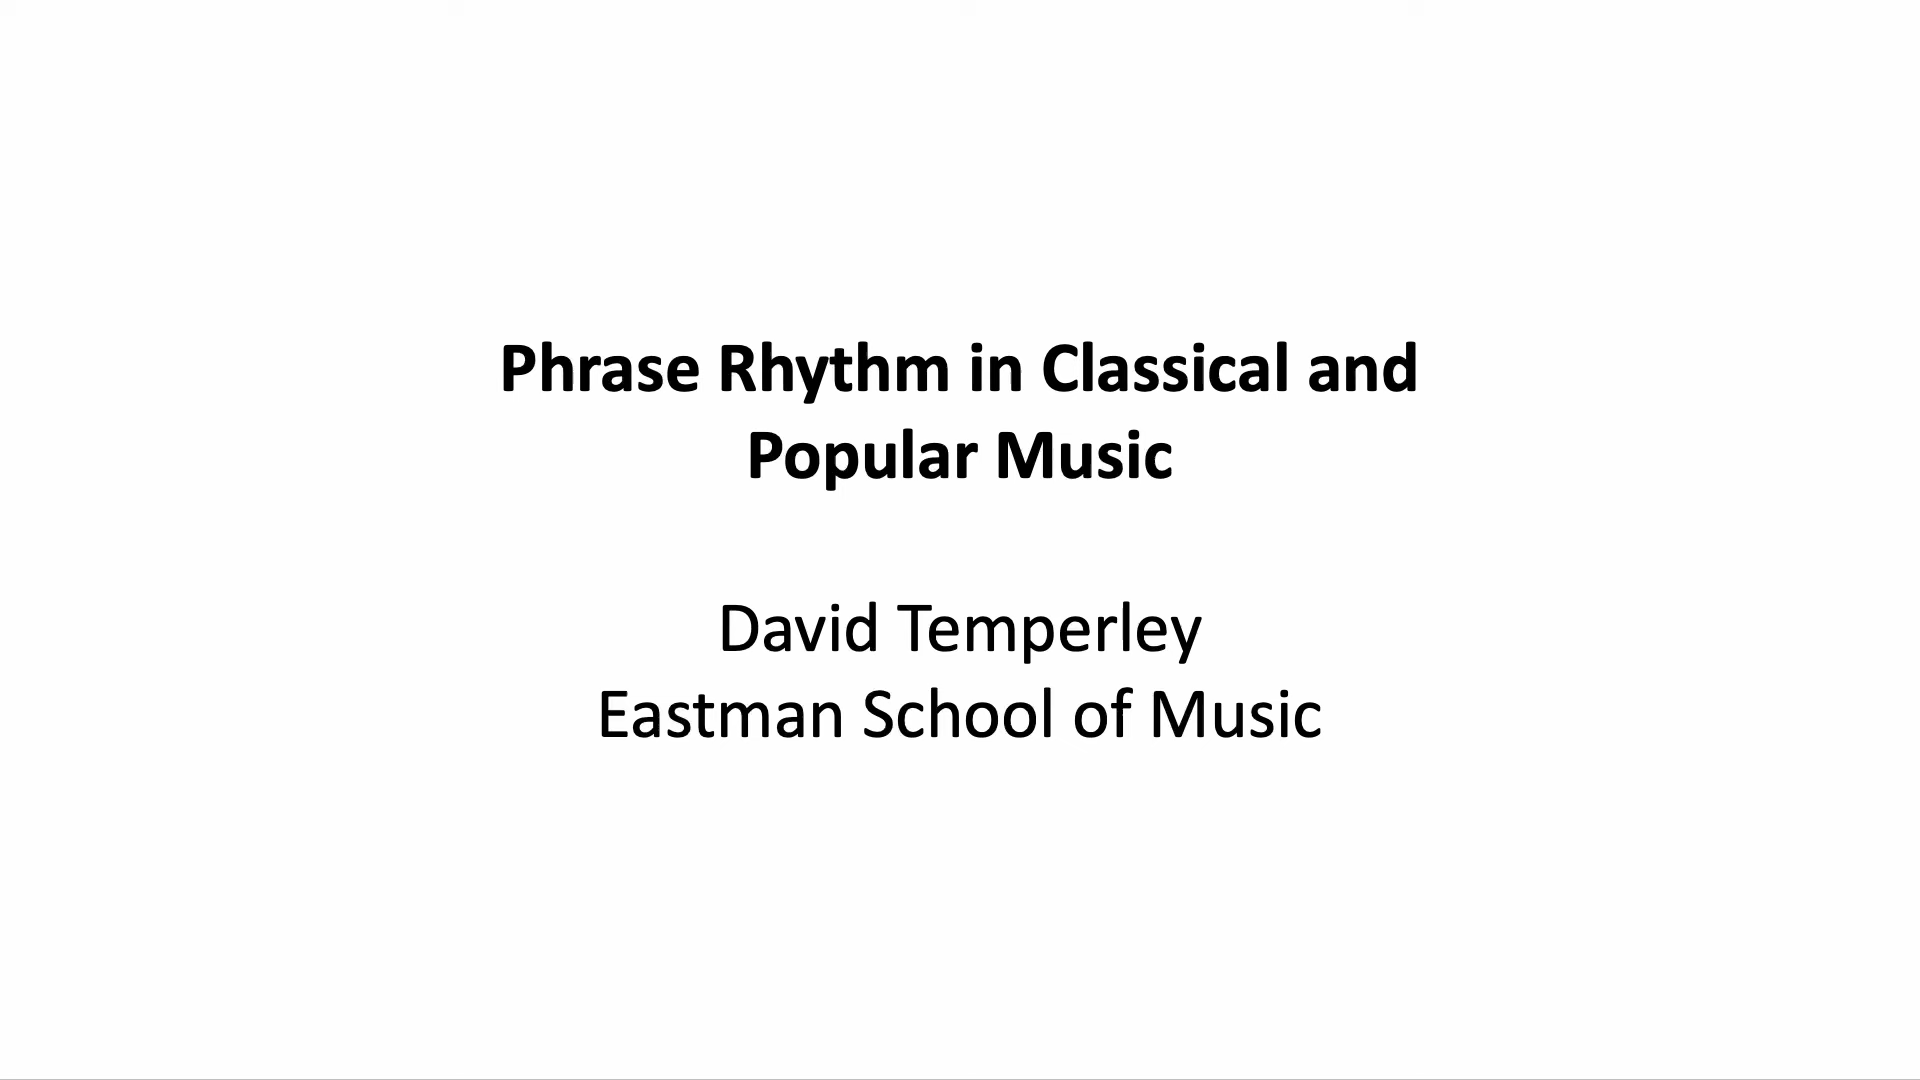 Phrase Rhythm in Classical and
Popular Music
David Temperley
Eastman School of Music